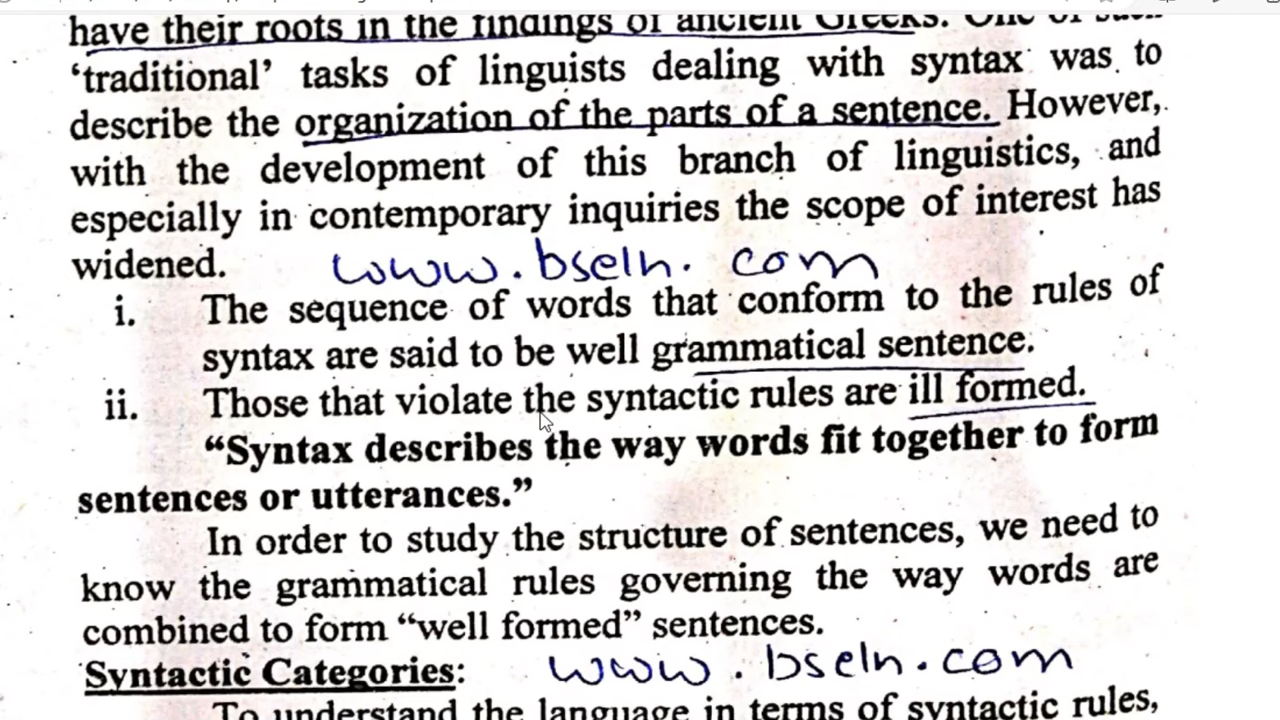 have their roots in the findings of ancient Greeks. One of such
‘traditional’ tasks of linguists dealing with syntax was to
describe the organization of the parts of a sentence. However,
with the development of this branch of linguistics, and
especially in contemporary inquiries the scope of interest has
widened. www.bseln.com
i. The sequence of words that conform to the rules of
syntax are said to be well grammatical sentence.
ii. Those that violate the syntactic rules are ill formed.
“Syntax describes the way words fit together to form
sentences or utterances.”
In order to study the structure of sentences, we need to
know the grammatical rules governing the way words are
combined to form “well formed” sentences.
Syntactic Categories: www.bseln.com
To understand the language in terms of syntactic rules,